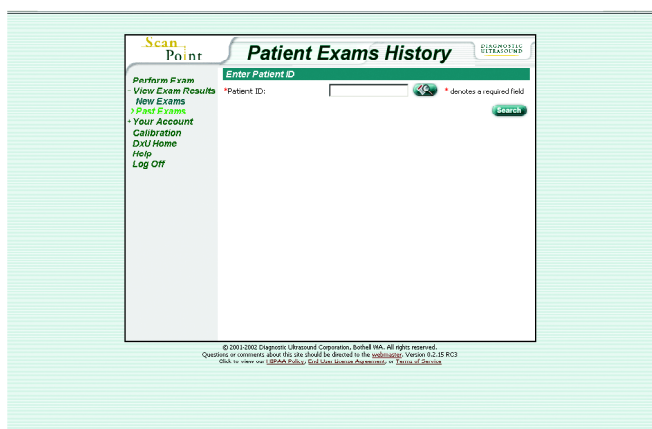 Scan
Point
Patient Exams History
DIAGNOSTIC
ULTRASOUND
Enter Patient ID
Perform Exam
- View Exam Results
New Exams
> Past Exams
+ Your Account
Calibration
DxU Home
Help
Log Off
*Patient ID:
* denotes a required field
Search
© 2001-2002 Diagnostic Ultrasound Corporation, Bothell WA. All rights reserved.
Questions or comments about this site should be directed to the webmaster. Version 0.2.15 RC3
Click to view our HIPAA Policy, End User License Agreement, or Terms of Service